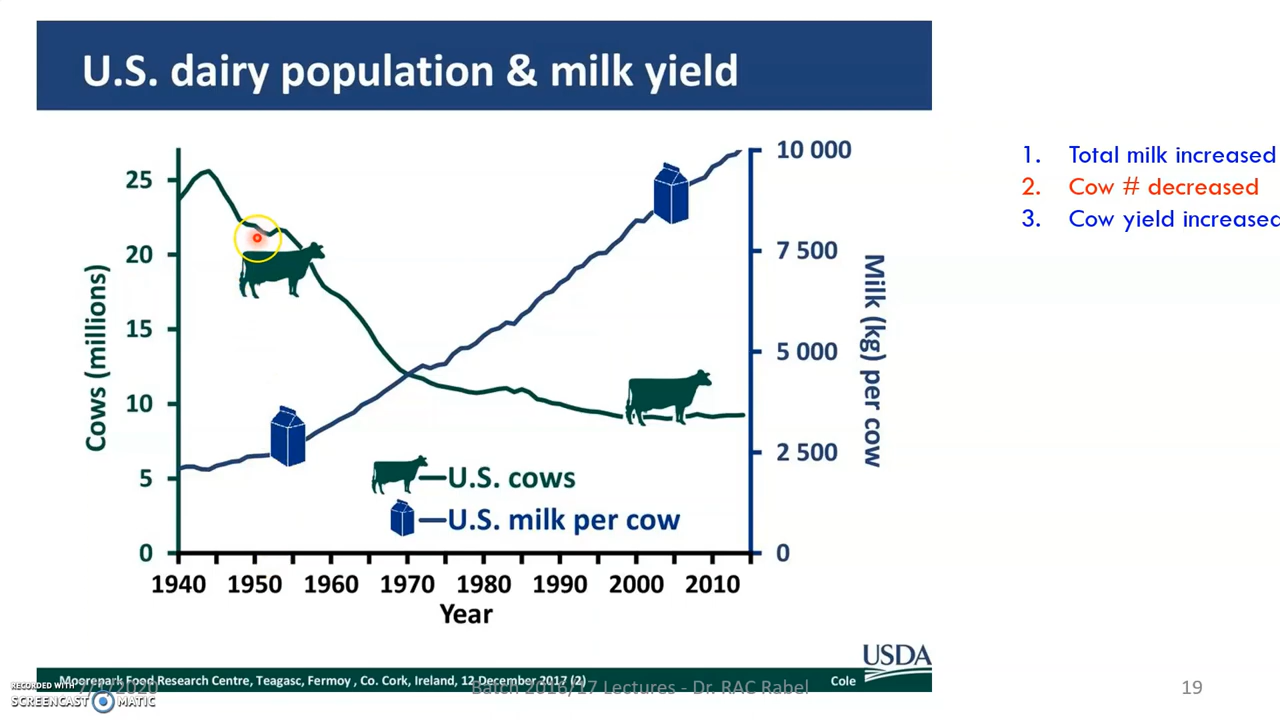 U.S. dairy population & milk yield
1. Total milk increased
2. Cow # decreased
3. Cow yield increased
25
20
15
10
5
0
Cows (millions)
10 000
7 500
5 000
2 500
0
Milk (kg) per cow
U.S. cows
U.S. milk per cow
1940 1950 1960 1970 1980 1990 2000 2010
Year
USDA
Moorepark Food Research Centre, Teagasc, Fermoy , Co. Cork, Ireland, 12 December 2017 (2)
Cole
2020
Batch 2016/17 Lectures - Dr. RAC Rabel
19
RECORDED WITH
SCREENCAST MATIC